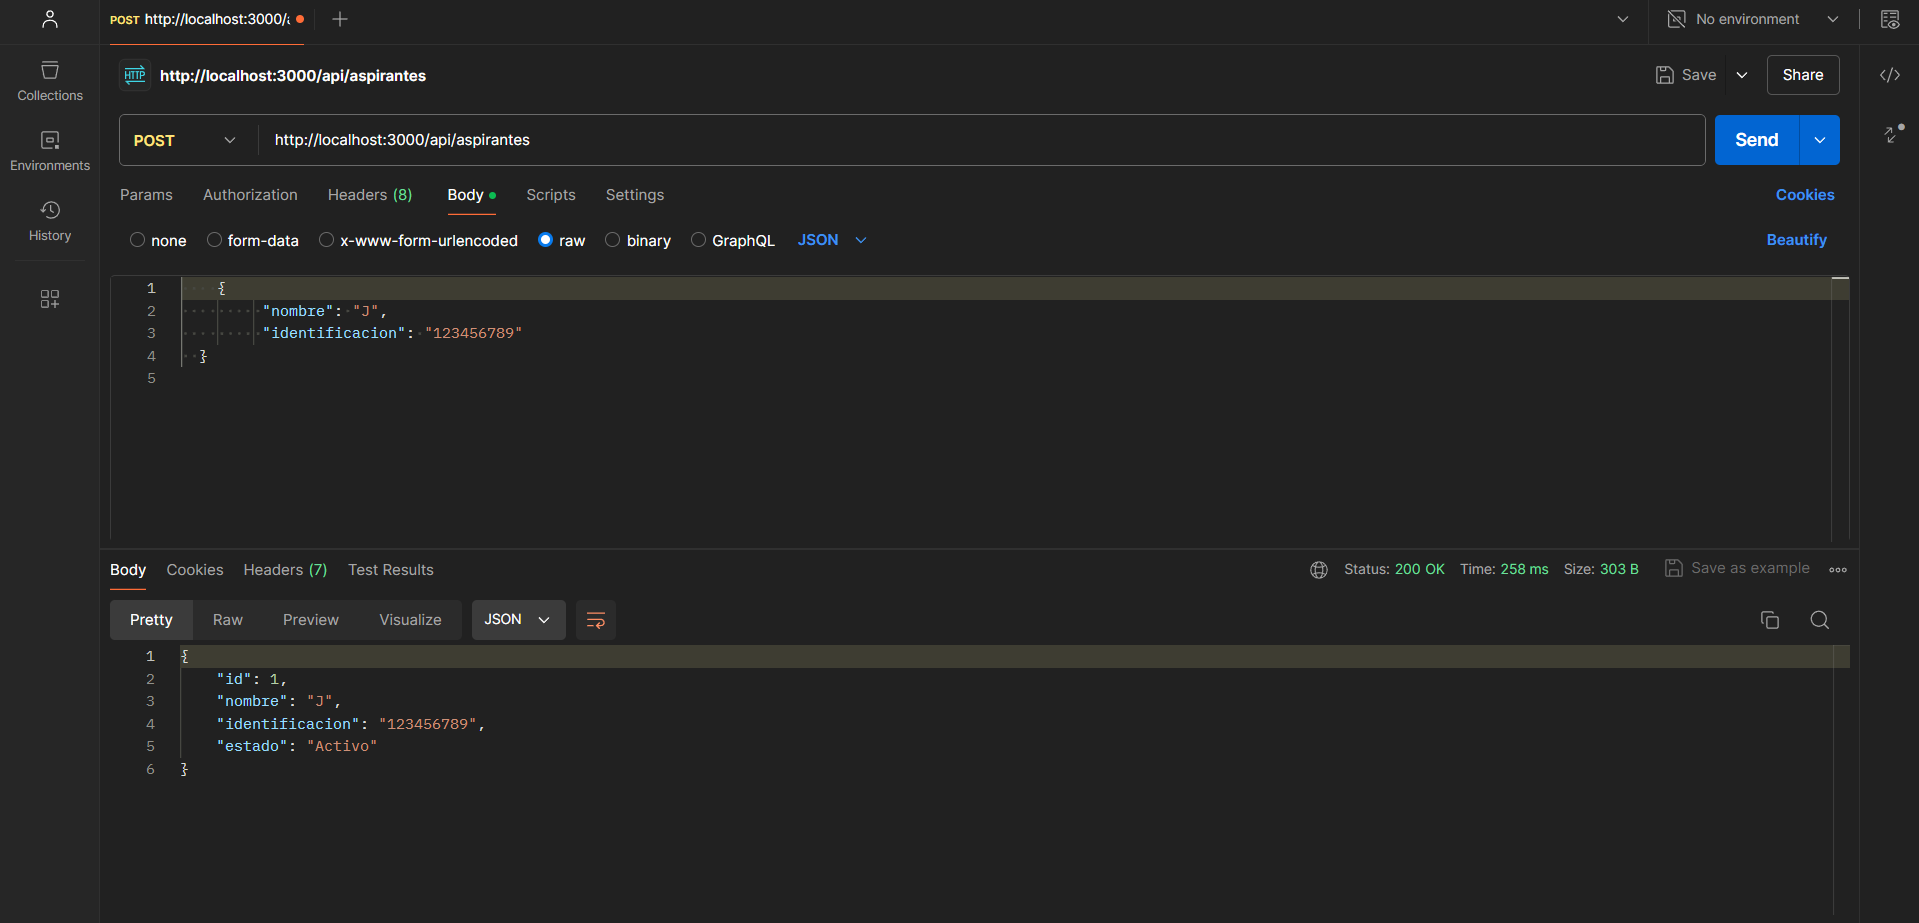 POST http://localhost:3000/a
No environment
Collections
Environments
History
HTTP http://localhost:3000/api/aspirantes
Save
Share
POST
http://localhost:3000/api/aspirantes
Send
Params Authorization Headers (8) Body Scripts Settings
Cookies
none form-data x-www-form-urlencoded raw binary GraphQL JSON
Beautify
1 {
2 "nombre": "J",
3 "identificacion": "123456789"
4 }
5
Body Cookies Headers (7) Test Results
Status: 200 OK Time: 258 ms Size: 303 B Save as example
Pretty Raw Preview Visualize JSON
1 {
2 "id": 1,
3 "nombre": "J",
4 "identificacion": "123456789",
5 "estado": "Activo"
6 }